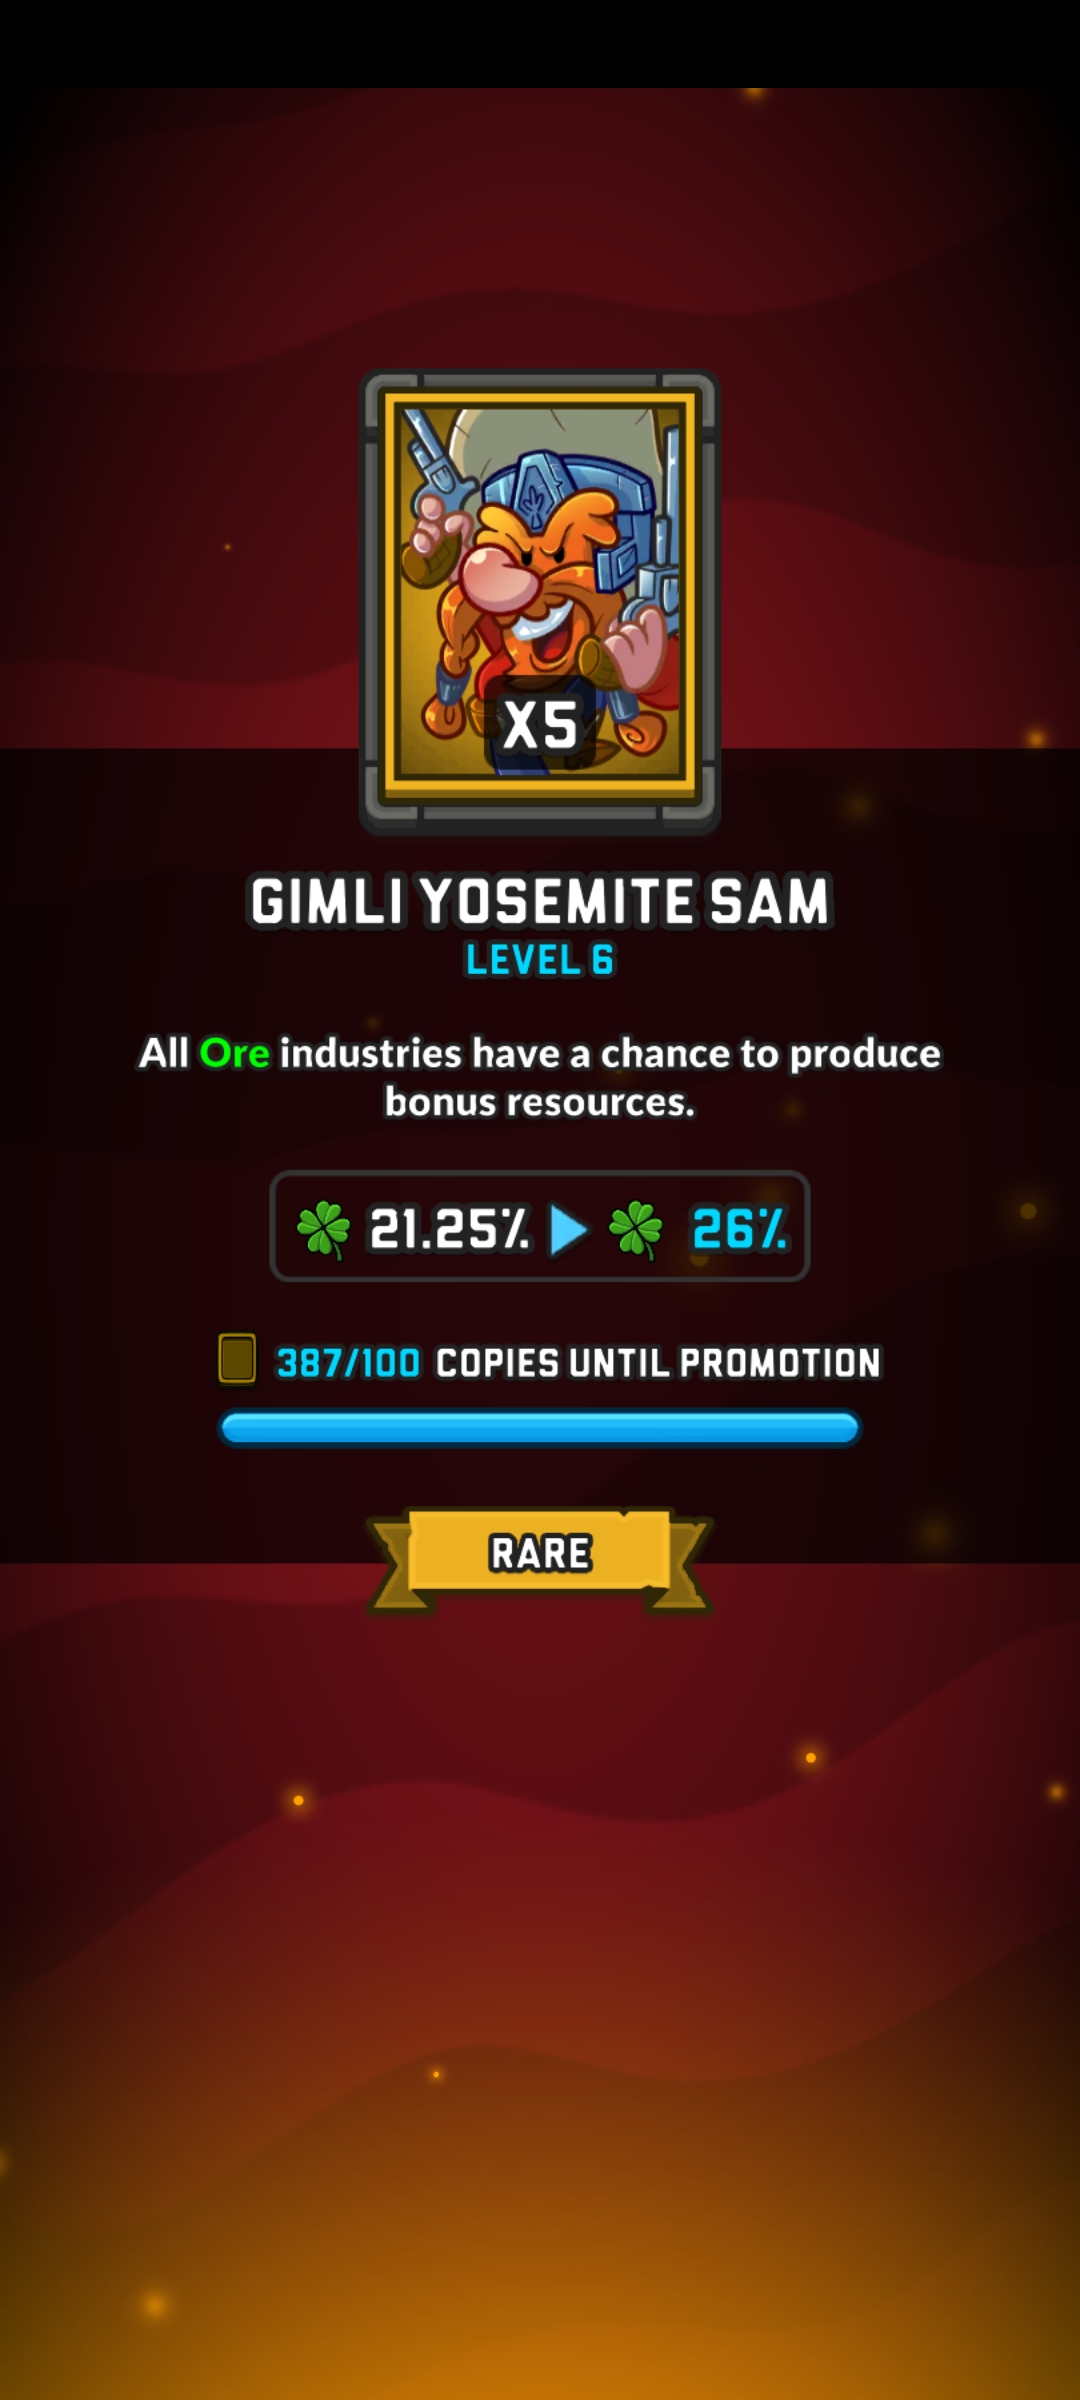 X5
GIMLI YOSEMITE SAM
LEVEL 6
All Ore industries have a chance to produce
bonus resources.
21.25% 26%
387/100 COPIES UNTIL PROMOTION
RARE